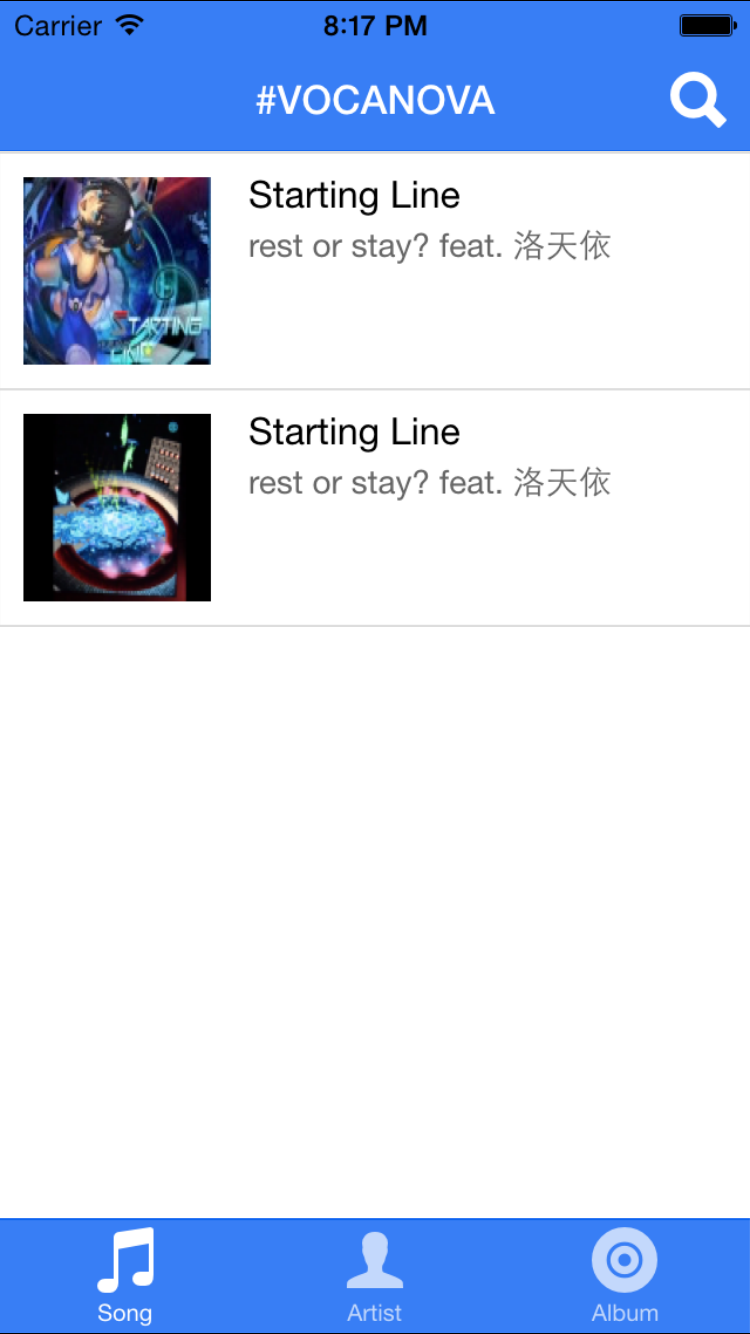 Carrier 8:17 PM
#VOCANOVA
STARTING
LINE
Starting Line
rest or stay? feat. 洛天依
Starting Line
rest or stay? feat. 洛天依
Song Artist Album